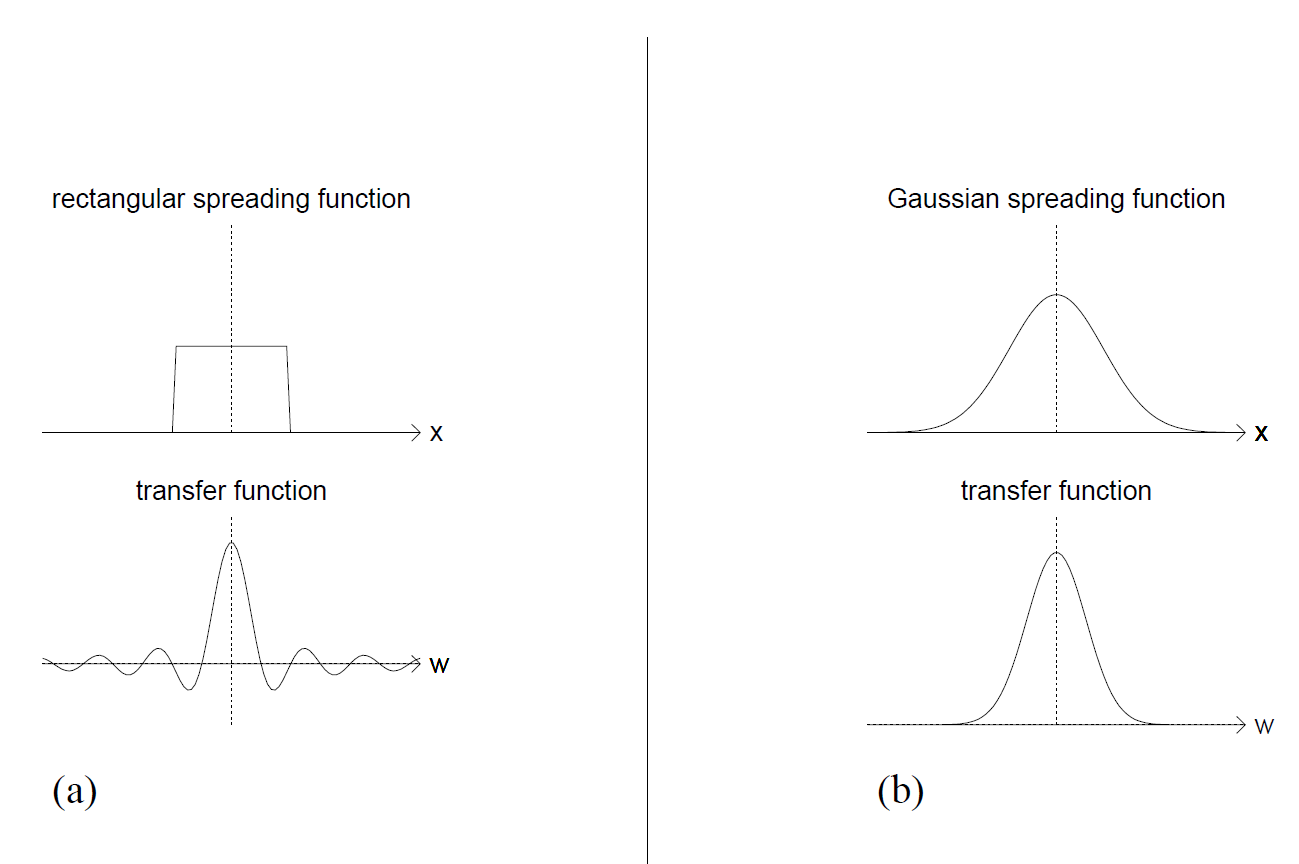 rectangular spreading function
x
transfer function
w
(a)
Gaussian spreading function
x
transfer function
w
(b)